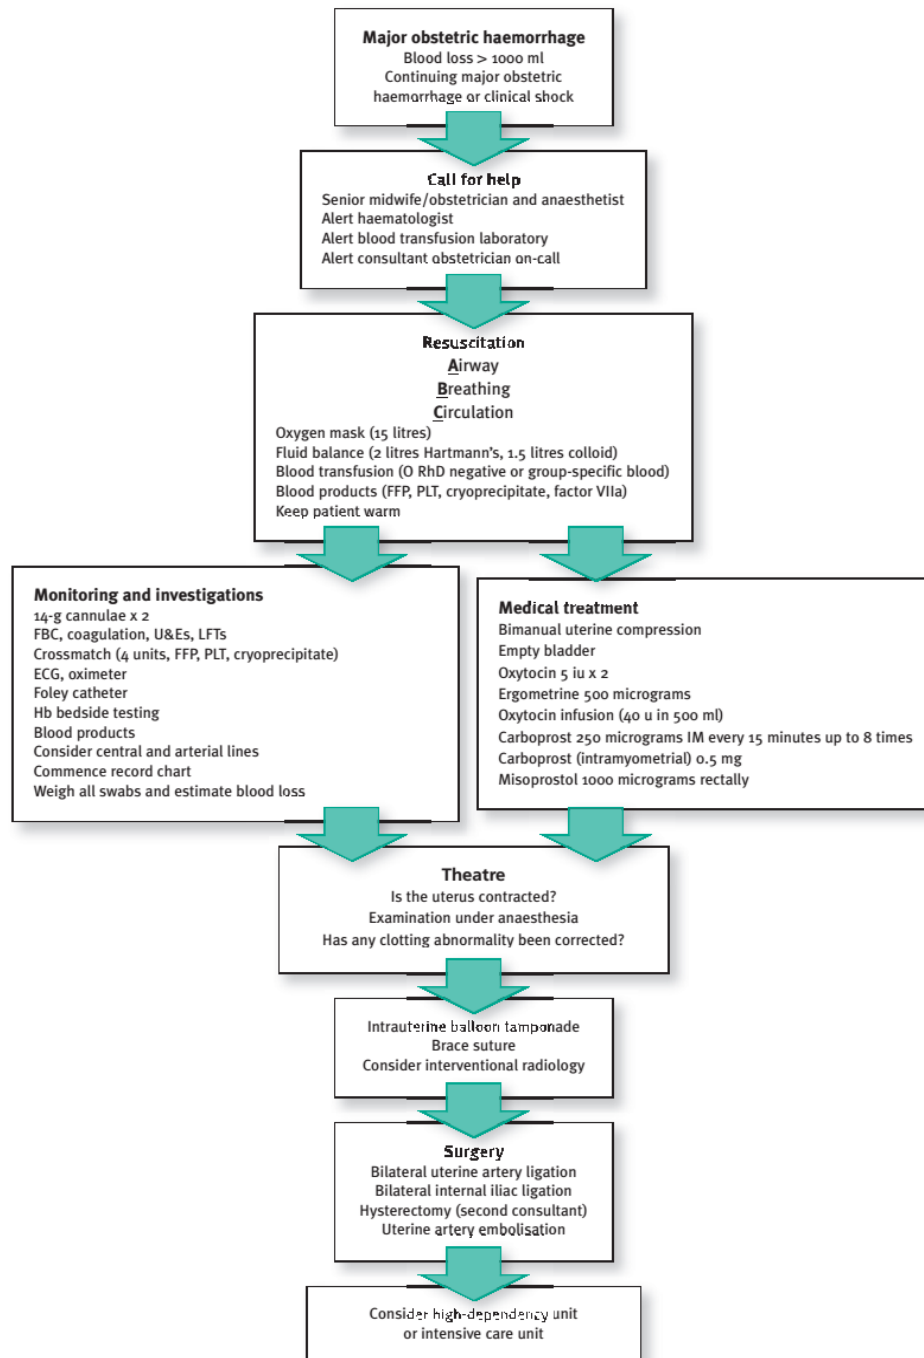 Major obstetric haemorrhage
Blood loss > 1000 ml
Continuing major obstetric
haemorrhage or clinical shock
Call for help
Senior midwife/obstetrician and anaesthetist
Alert haematologist
Alert blood transfusion laboratory
Alert consultant obstetrician on-call
Resuscitation
Airway
Breathing
Circulation
Oxygen mask (15 litres)
Fluid balance (2 litres Hartmann's, 1.5 litres colloid)
Blood transfusion (O RhD negative or group-specific blood)
Blood products (FFP, PLT, cryoprecipitate, factor VIIa)
Keep patient warm
Monitoring and investigations
14-g cannulae x 2
FBC, coagulation, U&Es, LFTs
Crossmatch (4 units, FFP, PLT, cryoprecipitate)
ECG, oximeter
Foley catheter
Hb bedside testing
Blood products
Consider central and arterial lines
Commence record chart
Weigh all swabs and estimate blood loss
Medical treatment
Bimanual uterine compression
Empty bladder
Oxytocin 5 iu x 2
Ergometrine 500 micrograms
Oxytocin infusion (40 u in 500 ml)
Carboprost 250 micrograms IM every 15 minutes up to 8 times
Carboprost (intramyometrial) 0.5 mg
Misoprostol 1000 micrograms rectally
Theatre
Is the uterus contracted?
Examination under anaesthesia
Has any clotting abnormality been corrected?
Intrauterine balloon tamponade
Brace suture
Consider interventional radiology
Surgery
Bilateral uterine artery ligation
Bilateral internal iliac ligation
Hysterectomy (second consultant)
Uterine artery embolisation
Consider high-dependency unit
or intensive care unit